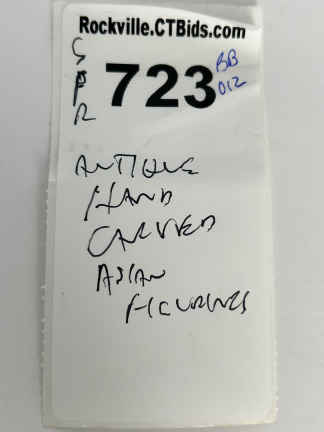 Rockville.CTBids.com
723
BB
012
ANTIQUE
HAND
CARVED
ASIAN
FIGURINES